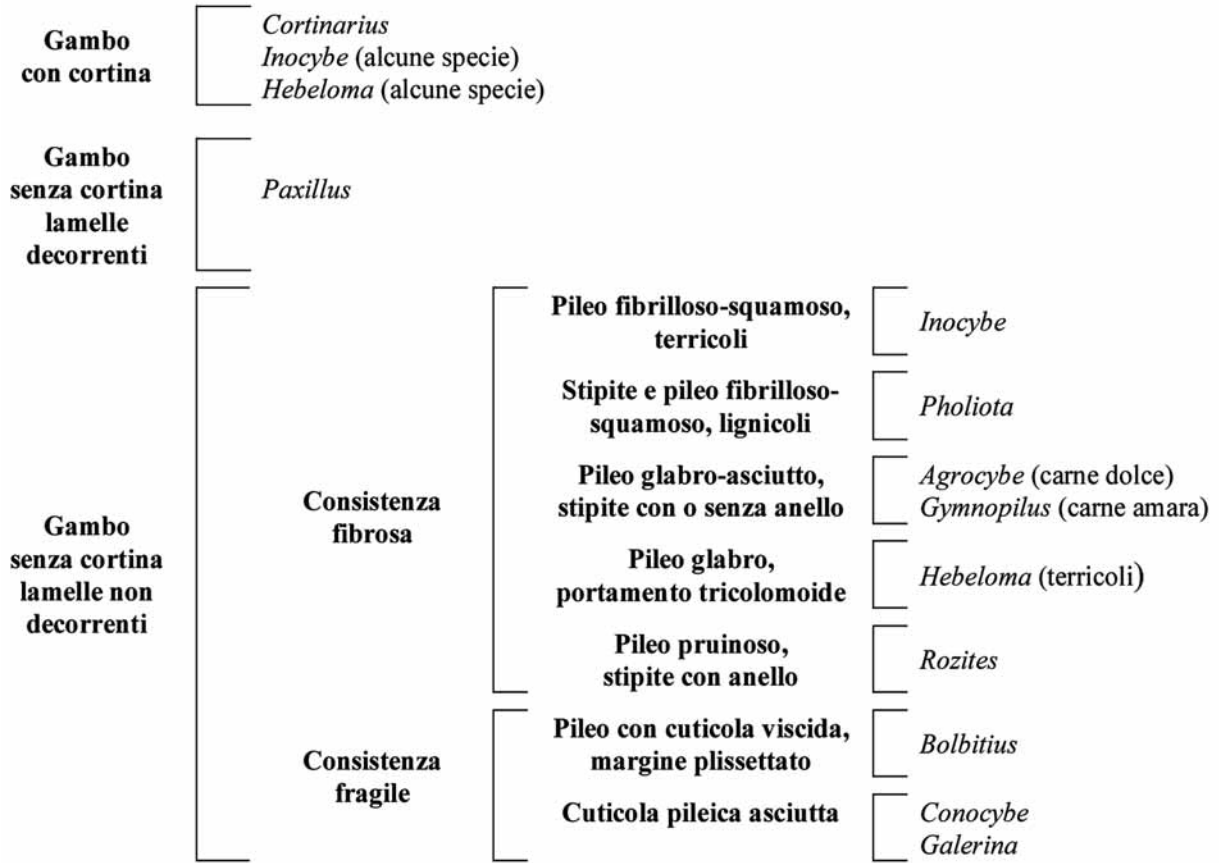 Gambo
con cortina
Cortinarius
Inocybe (alcune specie)
Hebeloma (alcune specie)
Gambo
senza cortina
lamelle
decorrenti
Paxillus
Gambo
senza cortina
lamelle non
decorrenti
Consistenza
fibrosa
Pileo fibrilloso-squamoso,
terricoli
Inocybe
Stipite e pileo fibrilloso-
squamoso, lignicoli
Pholiota
Pileo glabro-asciutto,
stipite con o senza anello
Agrocybe (carne dolce)
Gymnopilus (carne amara)
Pileo glabro,
portamento tricolomoide
Hebeloma (terricoli)
Pileo pruinoso,
stipite con anello
Rozites
Consistenza
fragile
Pileo con cuticola viscida,
margine plissettato
Bolbitius
Cuticola pileica asciutta
Conocybe
Galerina